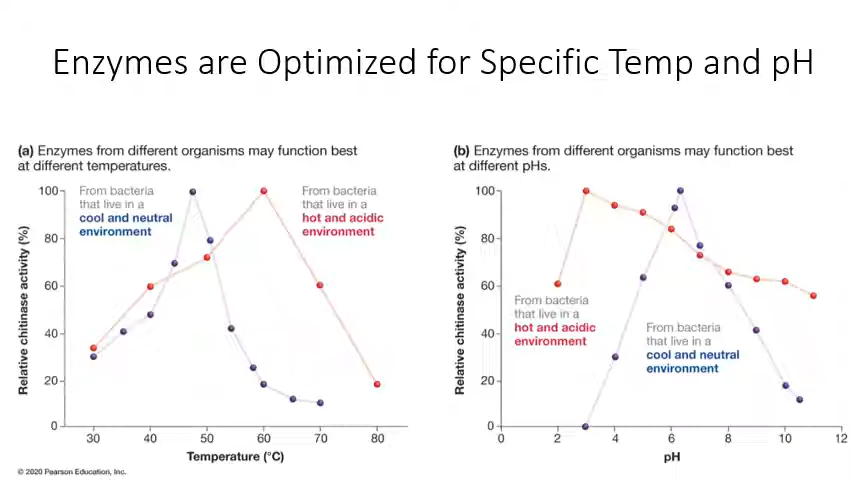 Enzymes are Optimized for Specific Temp and pH
(a) Enzymes from different organisms may function best
at different temperatures.
100
80
60
40
20
0
Relative chitinase activity (%)
From bacteria
that live in a
cool and neutral
environment
From bacteria
that live in a
hot and acidic
environment
30 40 50 60 70 80
Temperature (°C)
(b) Enzymes from different organisms may function best
at different pHs.
100
80
60
40
20
0
Relative chitinase activity (%)
From bacteria
that live in a
hot and acidic
environment
From bacteria
that live in a
cool and neutral
environment
0 2 4 6 8 10 12
pH
© 2020 Pearson Education, Inc.